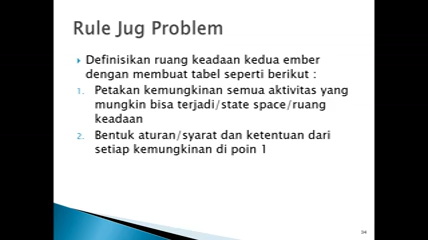 Rule Jug Problem
Definisikan ruang keadaan kedua ember
dengan membuat tabel seperti berikut :
1. Petakan kemungkinan semua aktivitas yang
mungkin bisa terjadi/state space/ruang
keadaan
2. Bentuk aturan/syarat dan ketentuan dari
setiap kemungkinan di poin 1